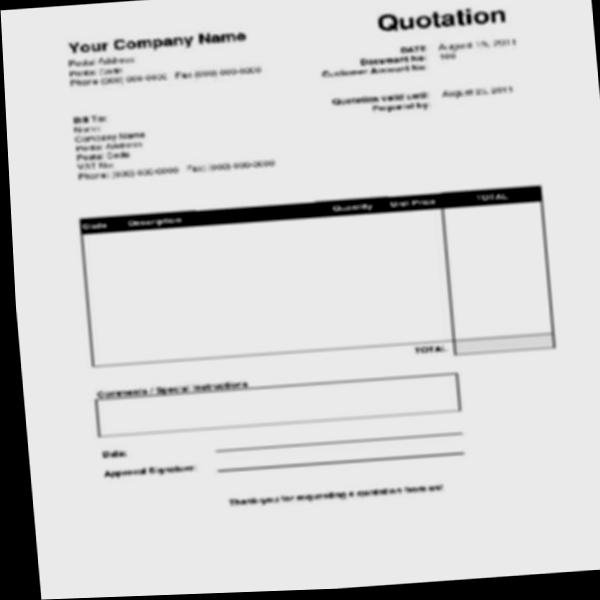 Quotation
Your Company Name
Postal Address
Postal Code
Phone (000) 000-0000 Fax (000) 000-0000
DATE August 2011
Document No: 100
Customer Account No:
Quotation valid until: August 2011
Prepared by:
Bill To:
Name
Company Name
Postal Address
Postal Code
VAT No:
Phone: (000) 000-0000 Fax: (000) 000-0000
Code Description Quantity Unit Price TOTAL
TOTAL
Comments / Special Instructions
Date:
Approval Signature:
Thank you for requesting a quotation from us!